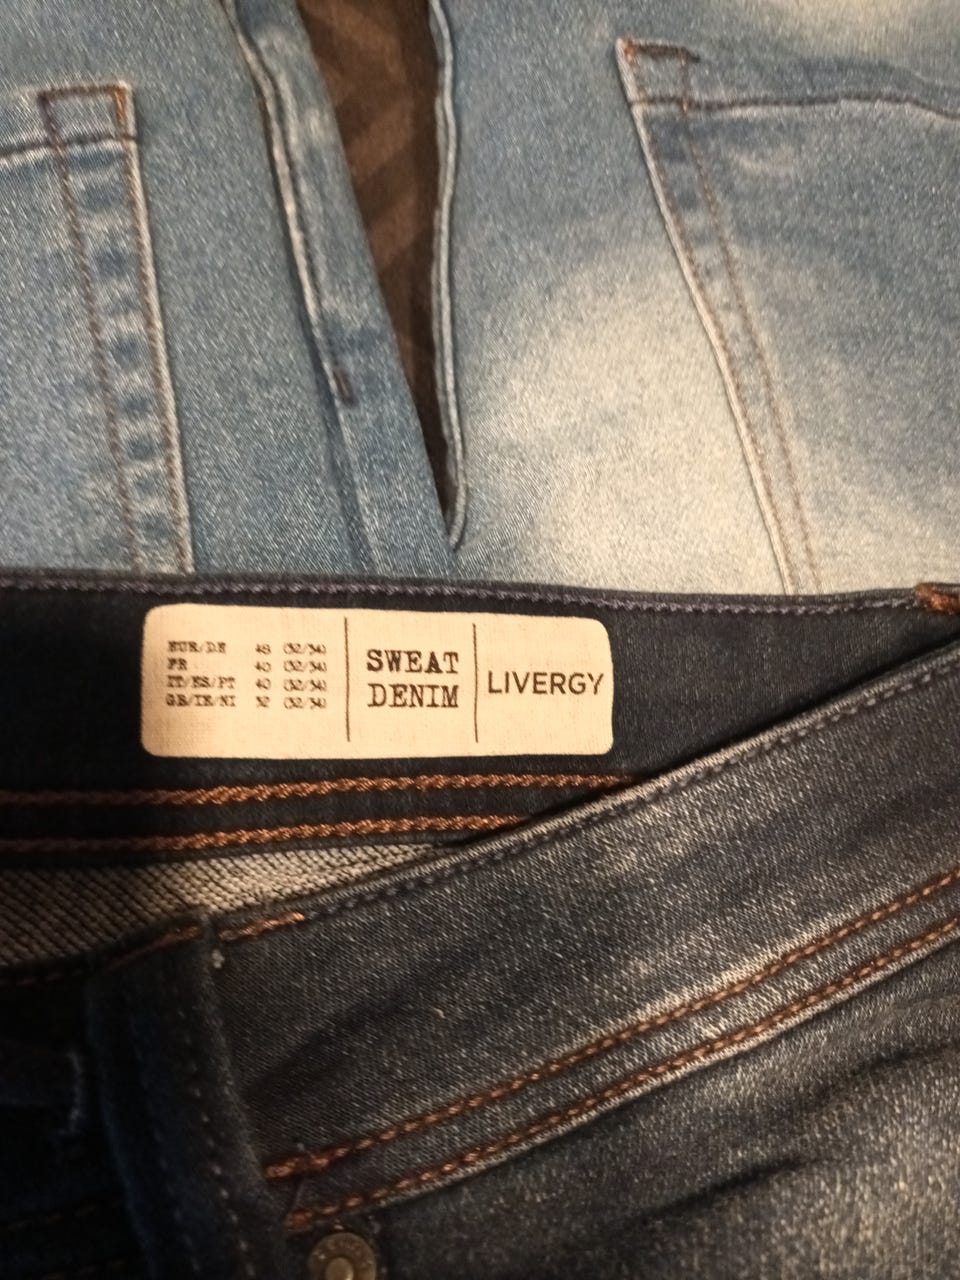 EUR/DE 48 (32/34)
FR 40 (32/34)
IT/ES/PT 40 (32/34)
GB/IE/NI 32 (32/34)
SWEAT
DENIM
LIVERGY